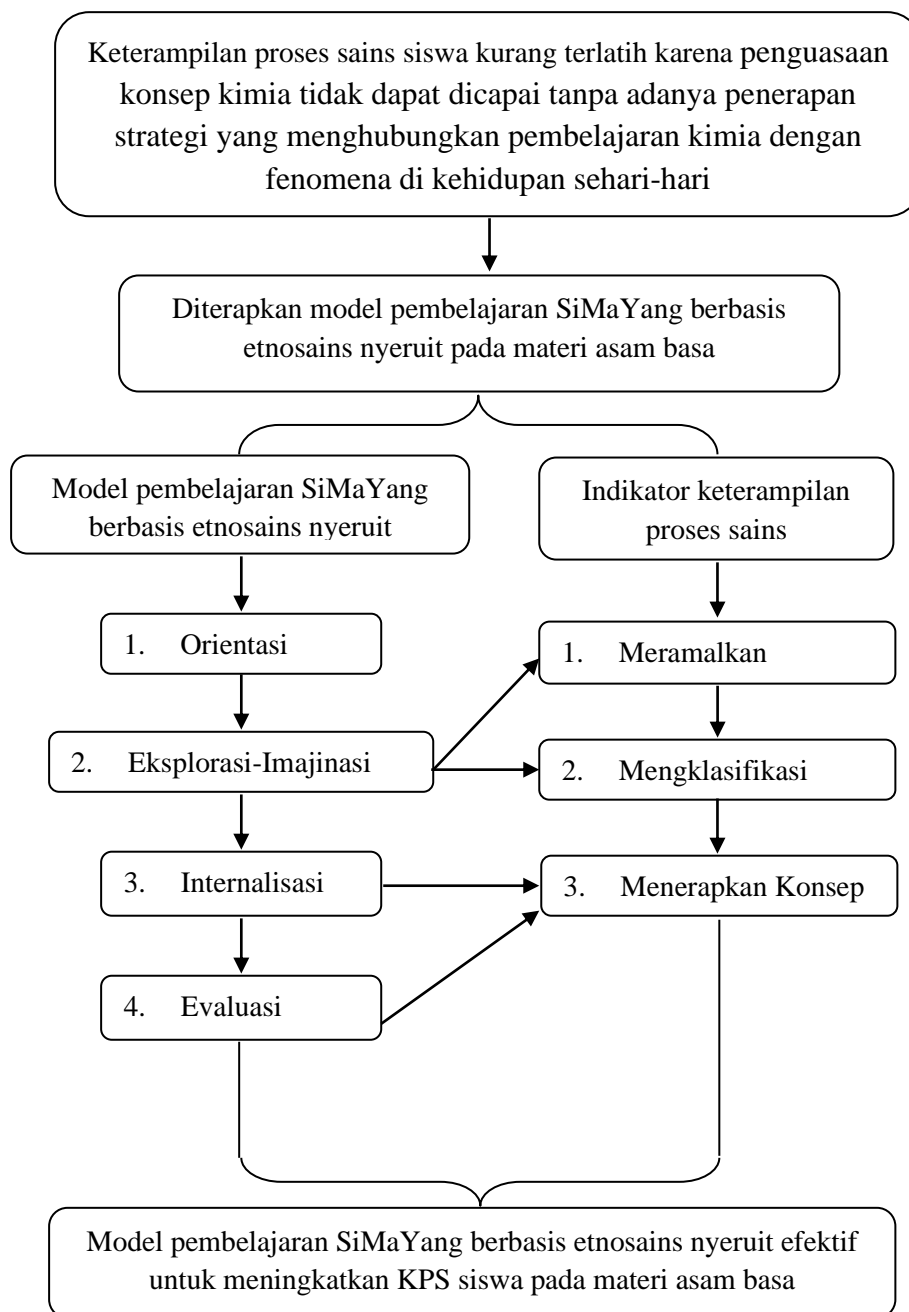 Keterampilan proses sains siswa kurang terlatih karena penguasaan
konsep kimia tidak dapat dicapai tanpa adanya penerapan
strategi yang menghubungkan pembelajaran kimia dengan
fenomena di kehidupan sehari-hari
Diterapkan model pembelajaran SiMaYang berbasis
etnosains nyeruit pada materi asam basa
Model pembelajaran SiMaYang
berbasis etnosains nyeruit
Indikator keterampilan
proses sains
1. Orientasi
1. Meramalkan
2. Eksplorasi-Imajinasi
2. Mengklasifikasi
3. Internalisasi
3. Menerapkan Konsep
4. Evaluasi
Model pembelajaran SiMaYang berbasis etnosains nyeruit efektif
untuk meningkatkan KPS siswa pada materi asam basa